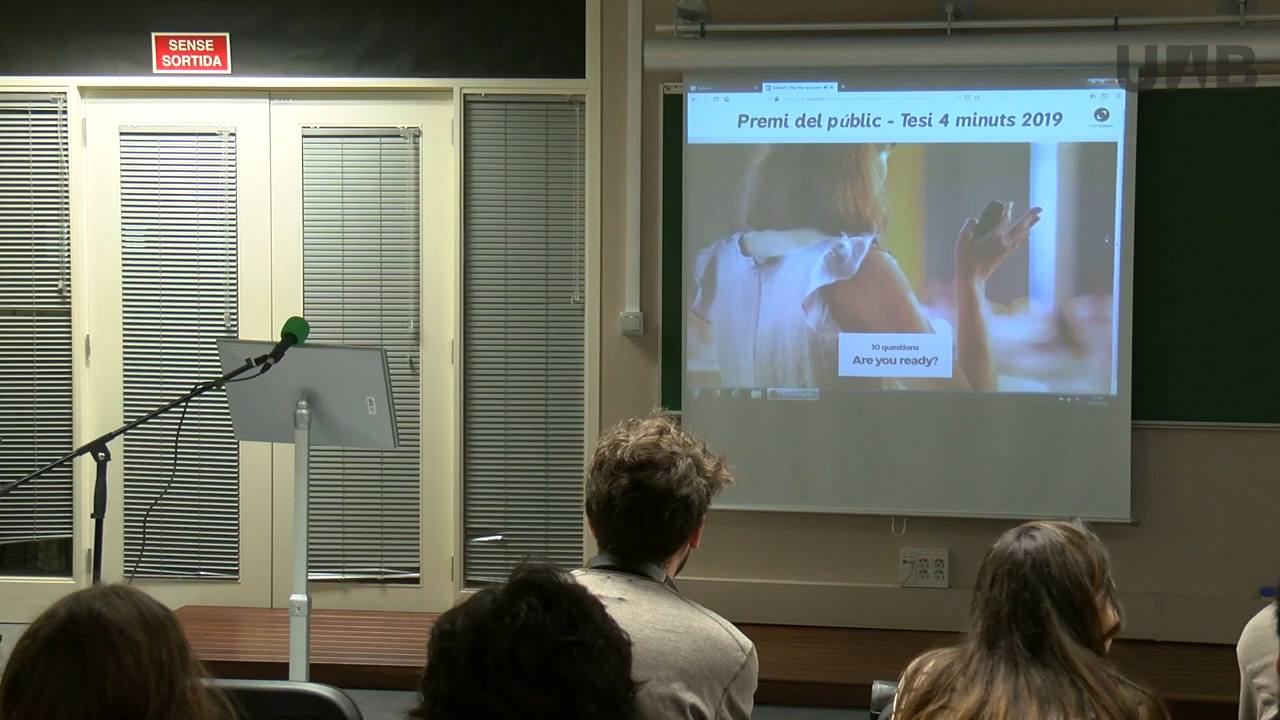 SENSE
SORTIDA
UAB
Premi del públic - Tesi 4 minuts 2019
10 questions
Are you ready?